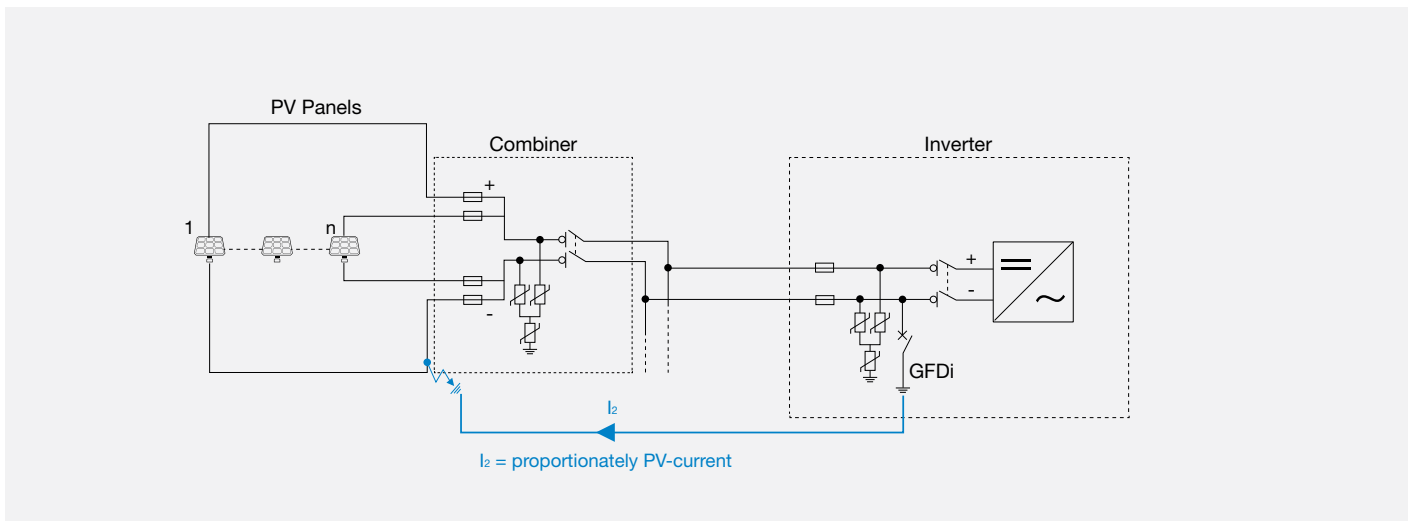 PV Panels
Combiner
Inverter
+
1
n
+
-
-
GFDi
I₂
I₂ = proportionately PV-current